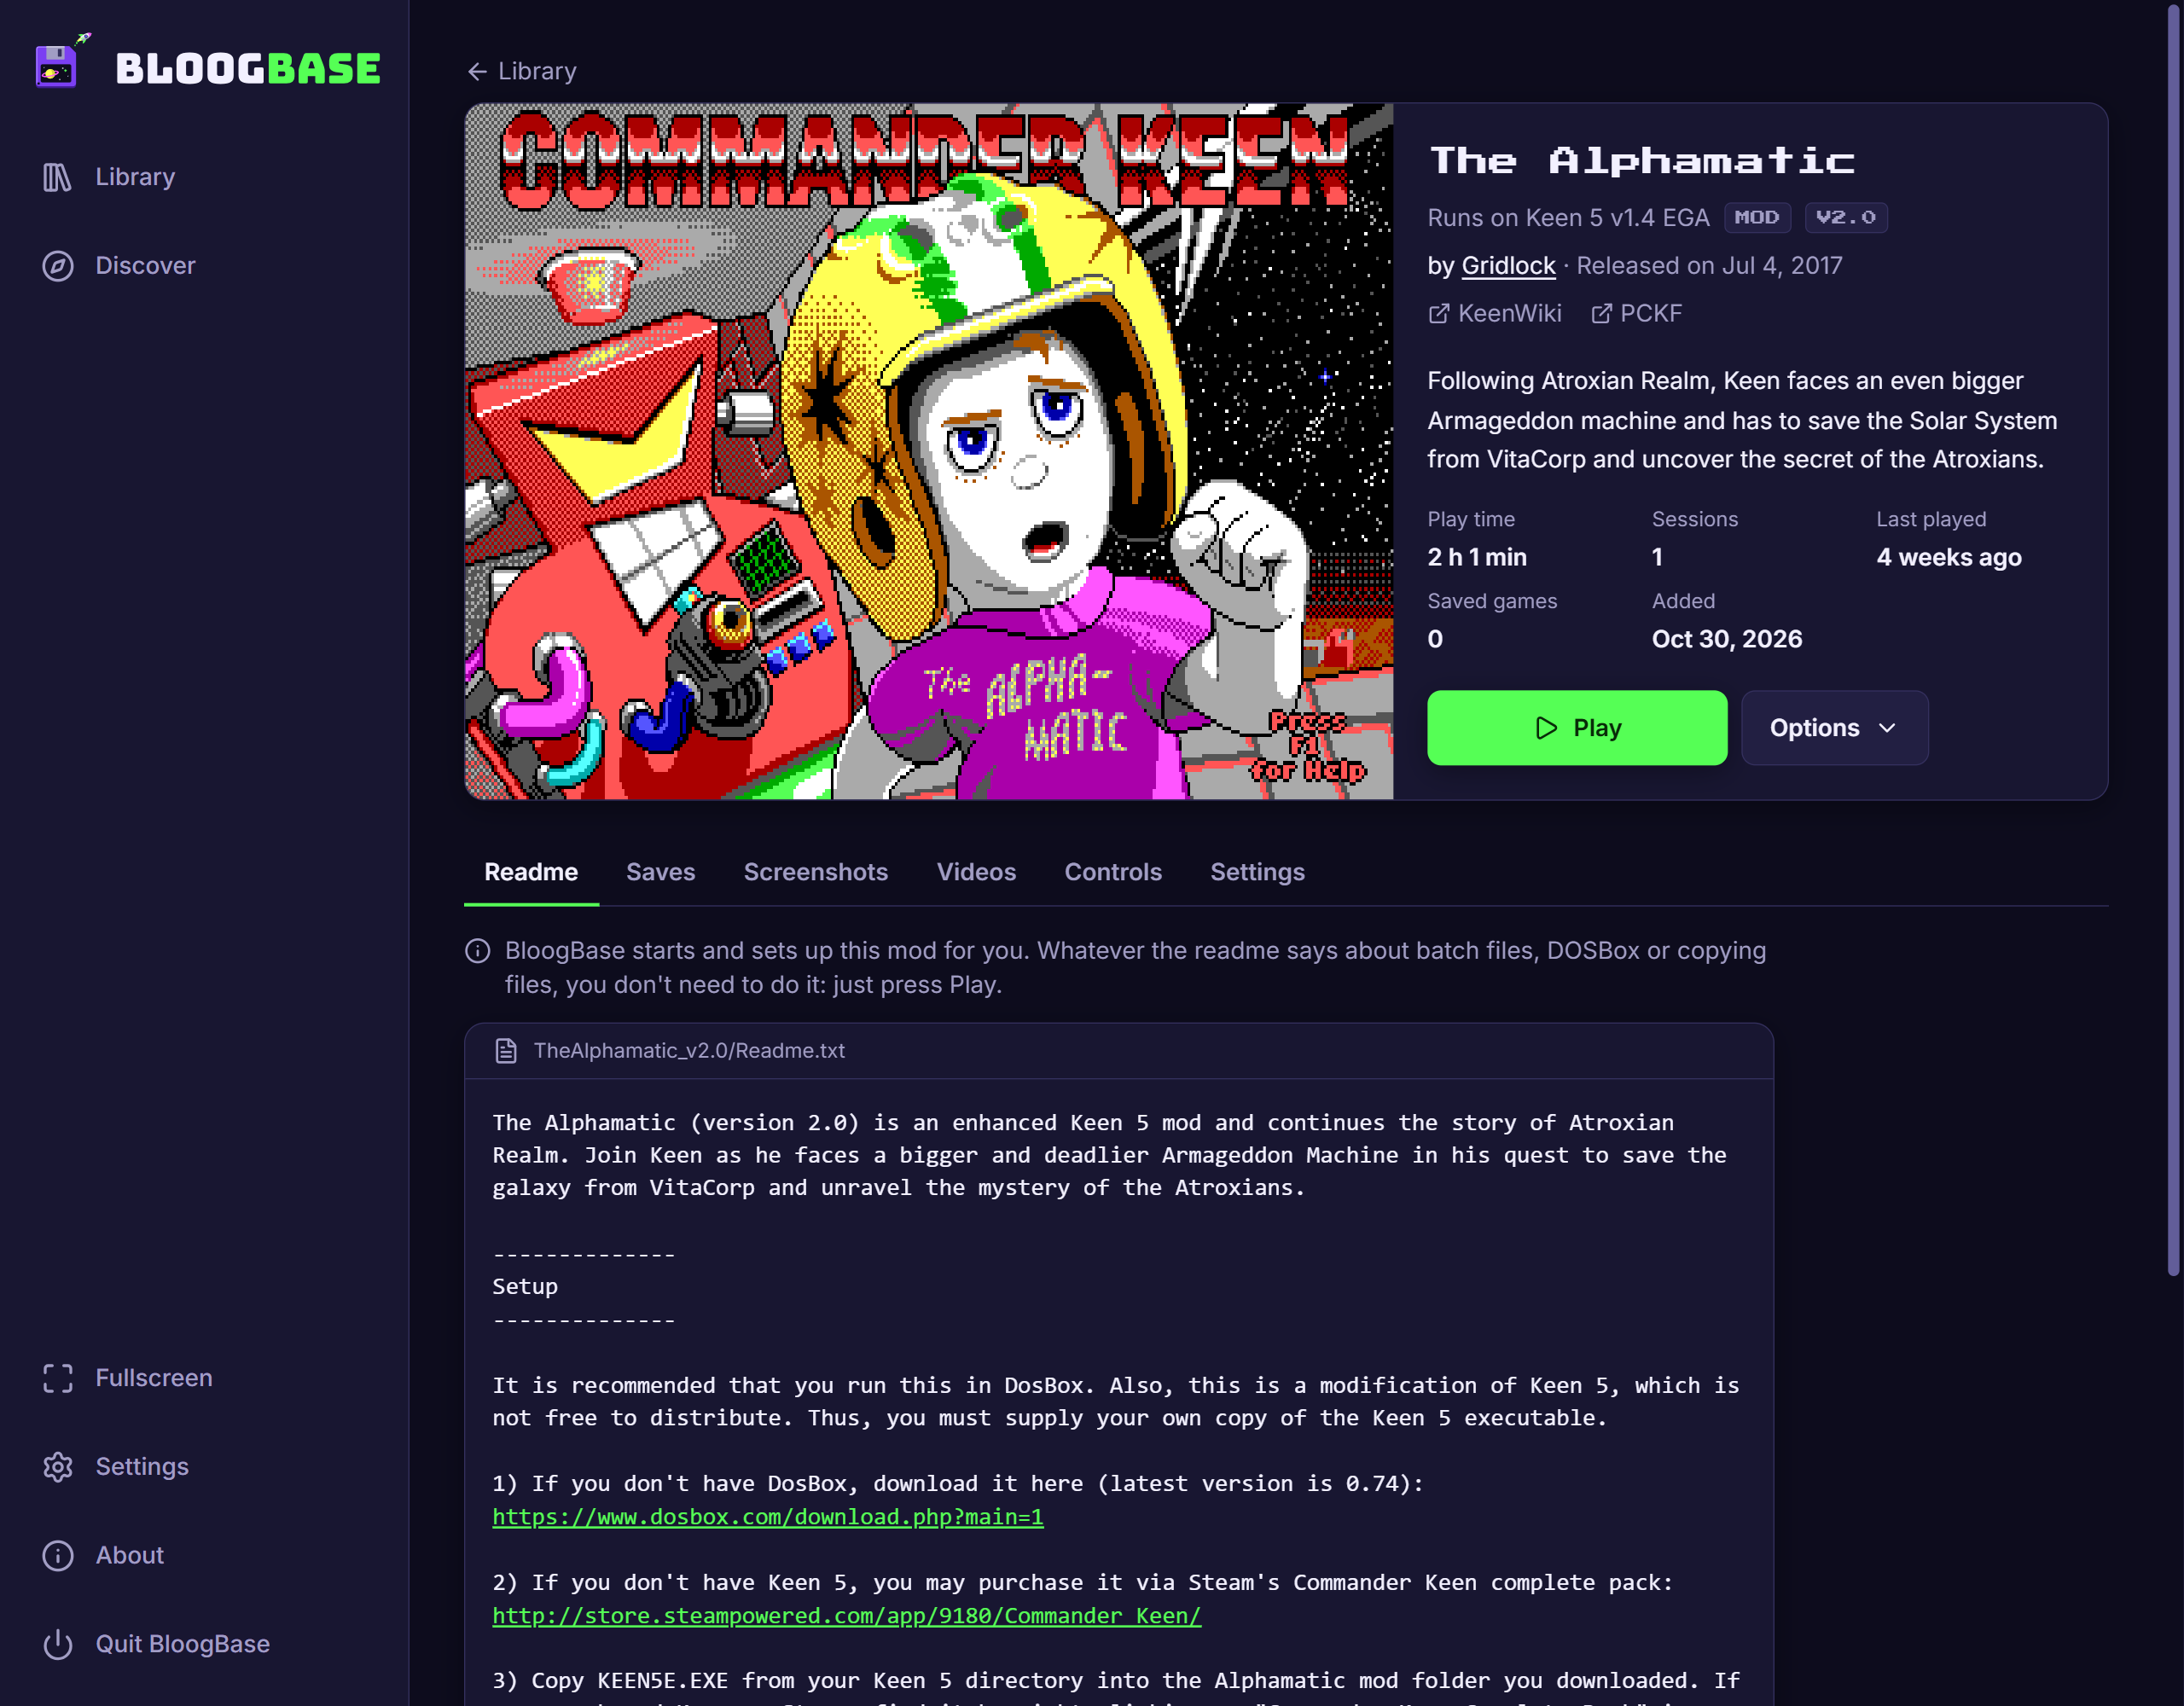 BLOOGBASE
Library
Discover
Fullscreen
Settings
About
Quit BloogBase
Library
COMMANDER KEEN
The ALPHA-
MATIC
Press
F1
for Help
The Alphamatic
Runs on Keen 5 v1.4 EGA MOD V2.0
by Gridlock · Released on Jul 4, 2017
KeenWiki PCKF
Following Atroxian Realm, Keen faces an even bigger
Armageddon machine and has to save the Solar System
from VitaCorp and uncover the secret of the Atroxians.
Play time Sessions Last played
2 h 1 min 1 4 weeks ago
Saved games Added
0 Oct 30, 2026
Play Options
Readme Saves Screenshots Videos Controls Settings
BloogBase starts and sets up this mod for you. Whatever the readme says about batch files, DOSBox or copying
files, you don't need to do it: just press Play.
TheAlphamatic_v2.0/Readme.txt
The Alphamatic (version 2.0) is an enhanced Keen 5 mod and continues the story of Atroxian
Realm. Join Keen as he faces a bigger and deadlier Armageddon Machine in his quest to save the
galaxy from VitaCorp and unravel the mystery of the Atroxians.
--------------
Setup
--------------
It is recommended that you run this in DosBox. Also, this is a modification of Keen 5, which is
not free to distribute. Thus, you must supply your own copy of the Keen 5 executable.
1) If you don't have DosBox, download it here (latest version is 0.74):
https://www.dosbox.com/download.php?main=1
2) If you don't have Keen 5, you may purchase it via Steam's Commander Keen complete pack:
http://store.steampowered.com/app/9180/Commander_Keen/
3) Copy KEEN5E.EXE from your Keen 5 directory into the Alphamatic mod folder you downloaded. If